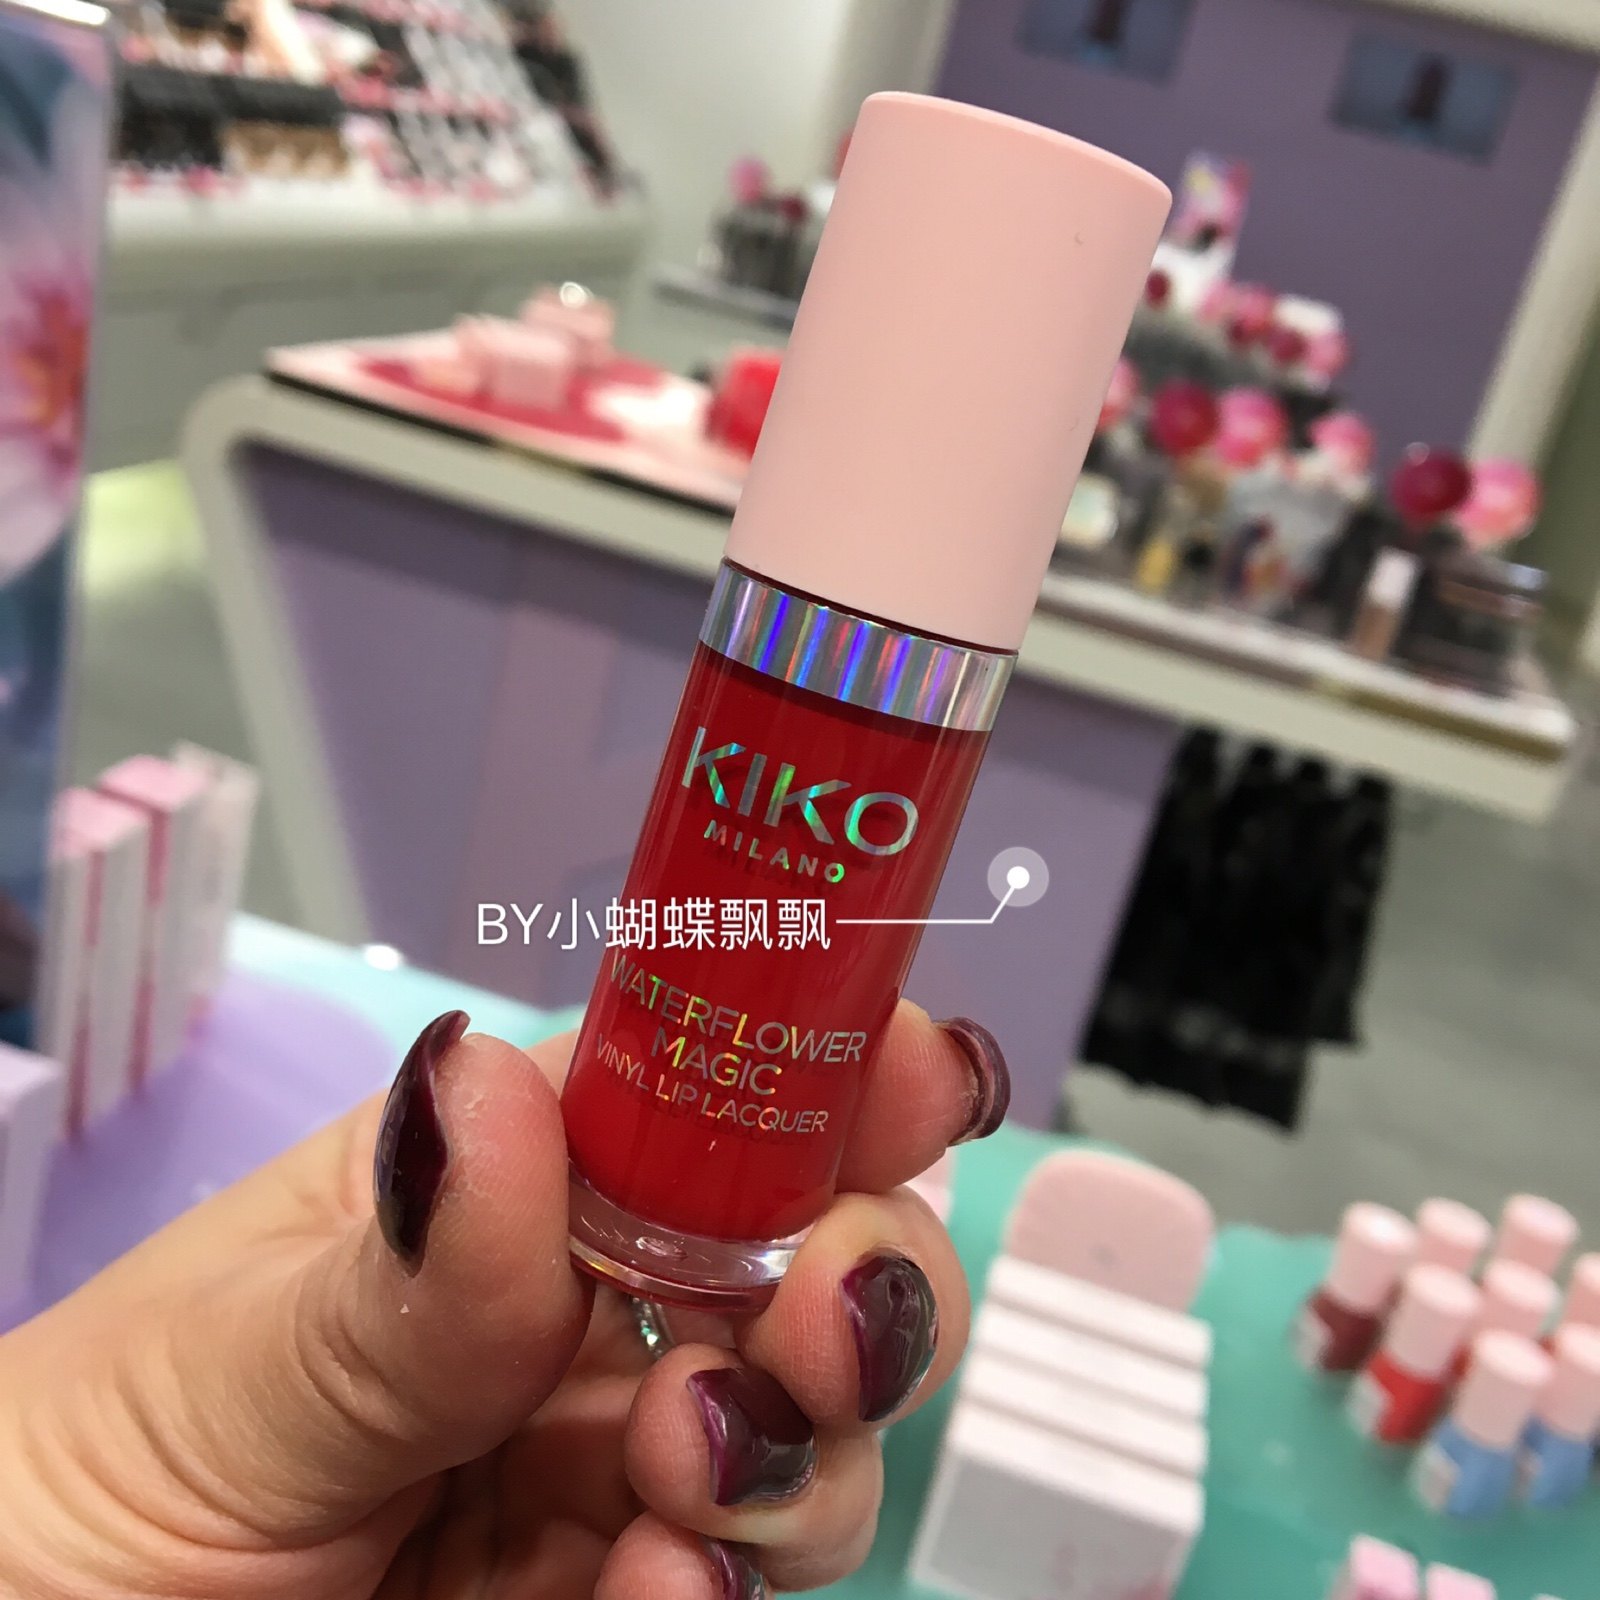 KIKO
MILANO
BY小蝴蝶飘飘
WATERFLOWER
MAGIC
VINYL LIP LACQUER